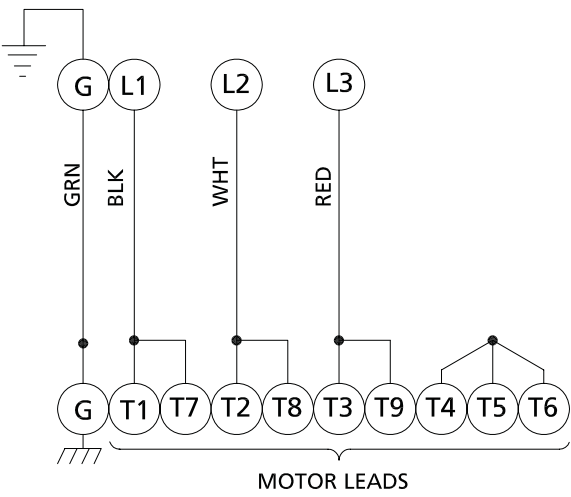 G L1 L2 L3
GRN BLK WHT RED
G T1 T7 T2 T8 T3 T9 T4 T5 T6
MOTOR LEADS